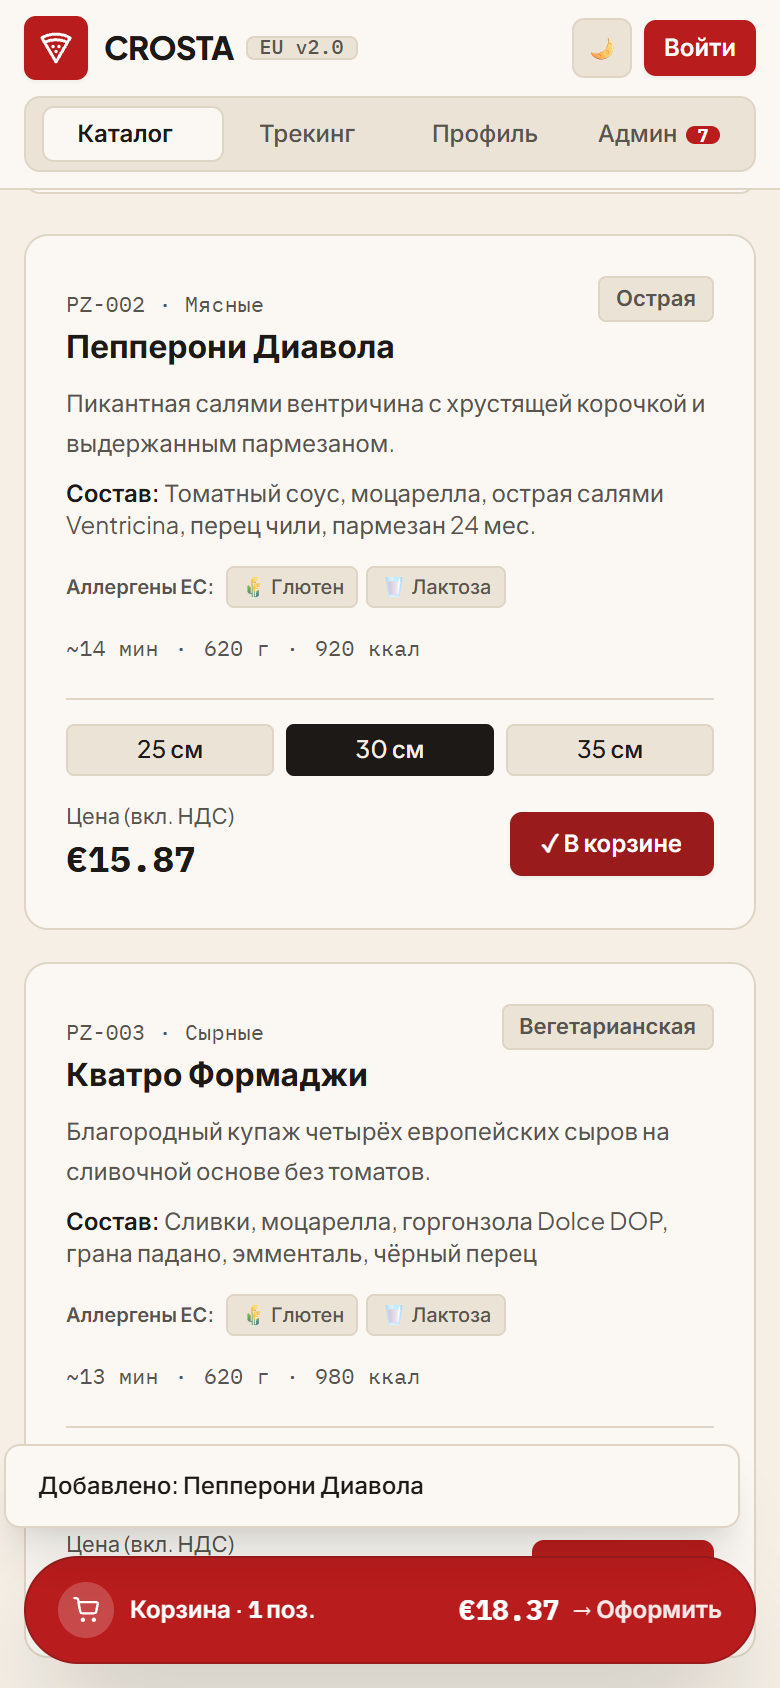 CROSTA
EU v2.0
Войти
Каталог
Трекинг
Профиль
Админ 7
PZ-002 · Мясные
Острая
Пепперони Диавола
Пикантная салями вентричина с хрустящей корочкой и
выдержанным пармезаном.
Состав: Томатный соус, моцарелла, острая салями
Ventricina, перец чили, пармезан 24 мес.
Аллергены ЕС: Глютен Лактоза
~14 мин · 620 г · 920 ккал
25 см
30 см
35 см
Цена (вкл. НДС)
€15.87
✓ В корзине
PZ-003 · Сырные
Вегетарианская
Кватро Формаджи
Благородный купаж четырёх европейских сыров на
сливочной основе без томатов.
Состав: Сливки, моцарелла, горгонзола Dolce DOP,
грана падано, эмменталь, чёрный перец
Аллергены ЕС: Глютен Лактоза
~13 мин · 620 г · 980 ккал
Добавлено: Пепперони Диавола
Цена (вкл. НДС)
Корзина · 1 поз.
€18.37 → Оформить